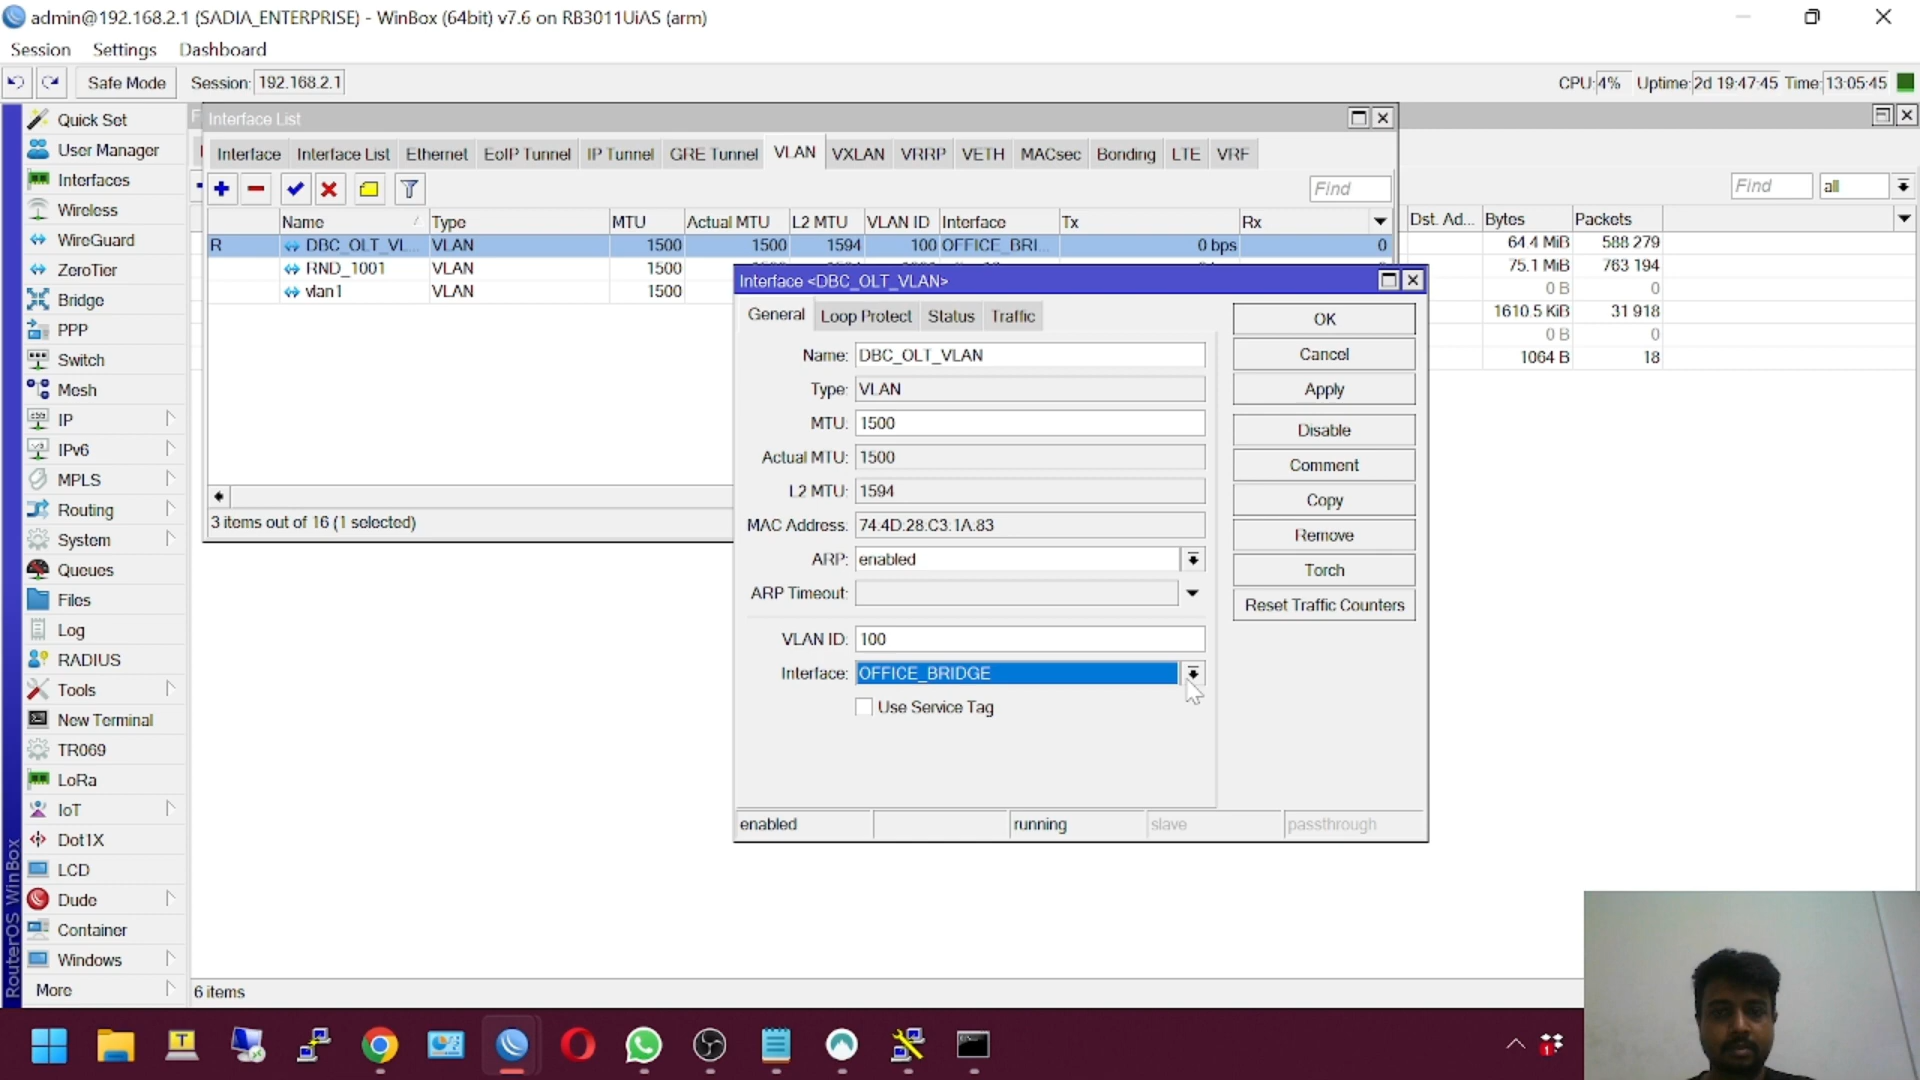 admin@192.168.2.1 (SADIA_ENTERPRISE) - WinBox (64bit) v7.6 on RB3011UiAS (arm)
Session Settings Dashboard
Safe Mode Session: 192.168.2.1 CPU: 4% Uptime: 2d 19:47:45 Time: 13:05:45
Quick Set
User Manager
Interfaces
Wireless
WireGuard
ZeroTier
Bridge
PPP
Switch
Mesh
IP
IPv6
MPLS
Routing
System
Queues
Files
Log
RADIUS
Tools
New Terminal
TR069
LoRa
IoT
Dot1X
LCD
Dude
Container
Windows
More
RouterOS WinBox
Interface List
Interface Interface List Ethernet EoIP Tunnel IP Tunnel GRE Tunnel VLAN VXLAN VRRP VETH MACsec Bonding LTE VRF
Find
Name Type MTU Actual MTU L2 MTU VLAN ID Interface Tx Rx
R DBC_OLT_VL... VLAN 1500 1500 1594 100 OFFICE_BRI... 0 bps 0
RND_1001 VLAN 1500
vlan1 VLAN 1500
3 items out of 16 (1 selected)
Find all
Dst. Ad... Bytes Packets
64.4 MiB 588 279
75.1 MiB 763 194
0 B 0
1610.5 KiB 31 918
0 B 0
1064 B 18
Interface <DBC_OLT_VLAN>
General Loop Protect Status Traffic
Name: DBC_OLT_VLAN
Type: VLAN
MTU: 1500
Actual MTU: 1500
L2 MTU: 1594
MAC Address: 74:4D:28:C3:1A:83
ARP: enabled
ARP Timeout:
VLAN ID: 100
Interface: OFFICE_BRIDGE
Use Service Tag
OK
Cancel
Apply
Disable
Comment
Copy
Remove
Torch
Reset Traffic Counters
enabled running slave passthrough
6 items
T
1